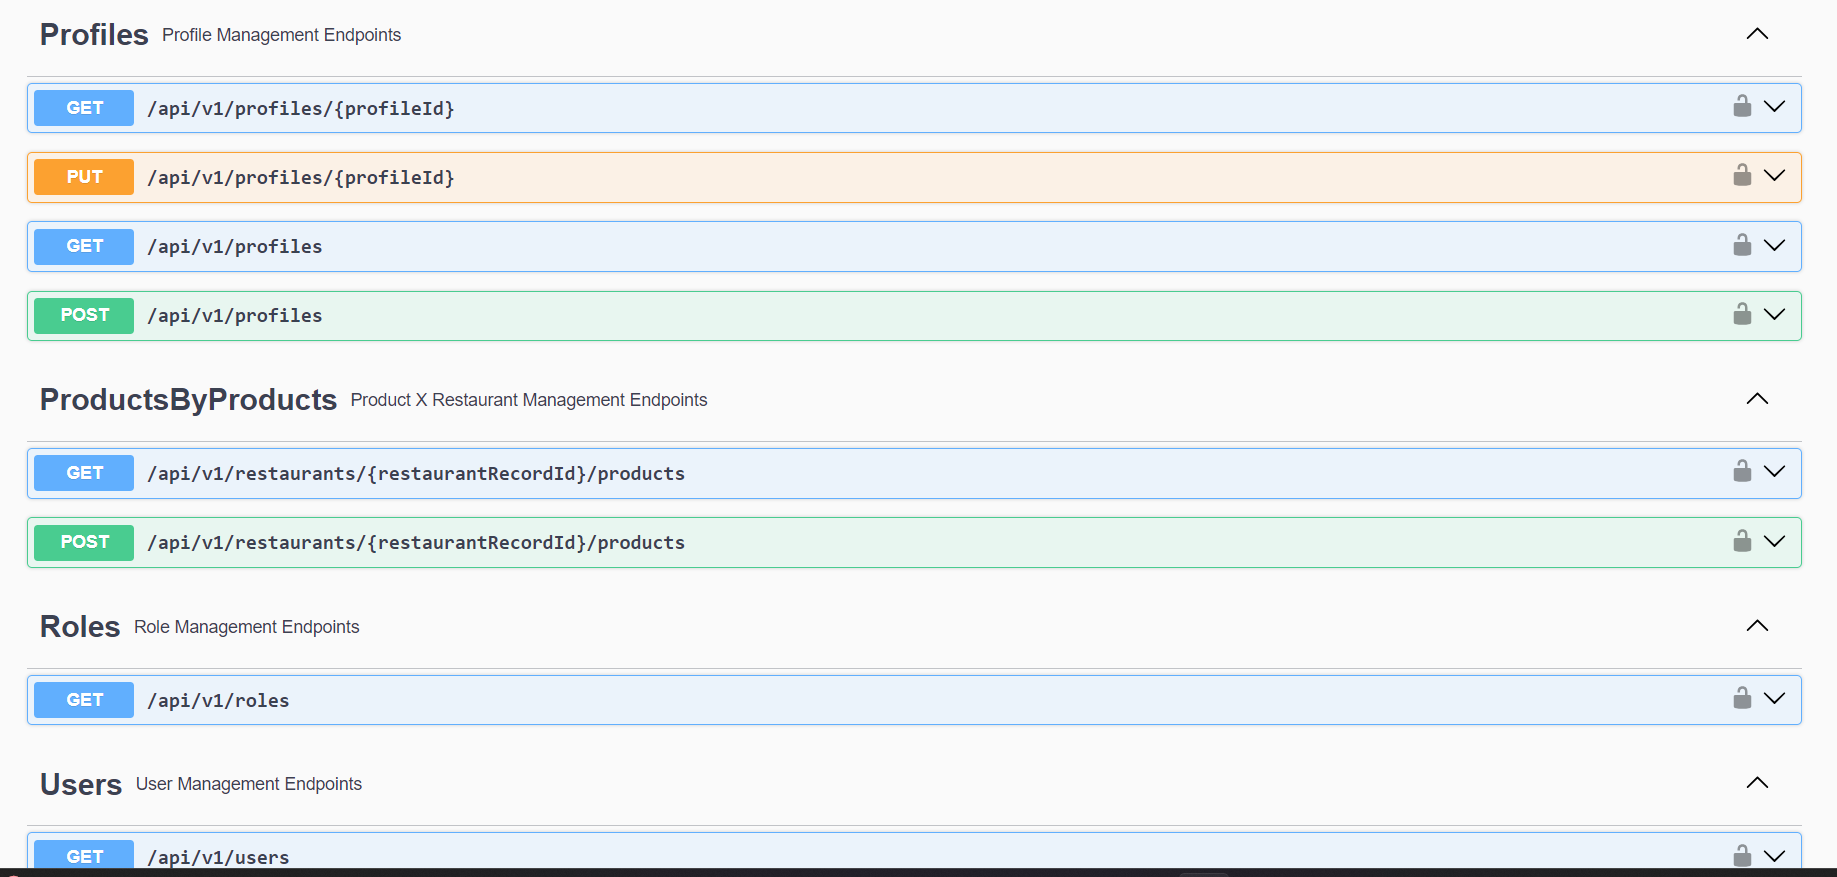 Profiles Profile Management Endpoints
GET /api/v1/profiles/{profileId}
PUT /api/v1/profiles/{profileId}
GET /api/v1/profiles
POST /api/v1/profiles
ProductsByProducts Product X Restaurant Management Endpoints
GET /api/v1/restaurants/{restaurantRecordId}/products
POST /api/v1/restaurants/{restaurantRecordId}/products
Roles Role Management Endpoints
GET /api/v1/roles
Users User Management Endpoints
GET /api/v1/users